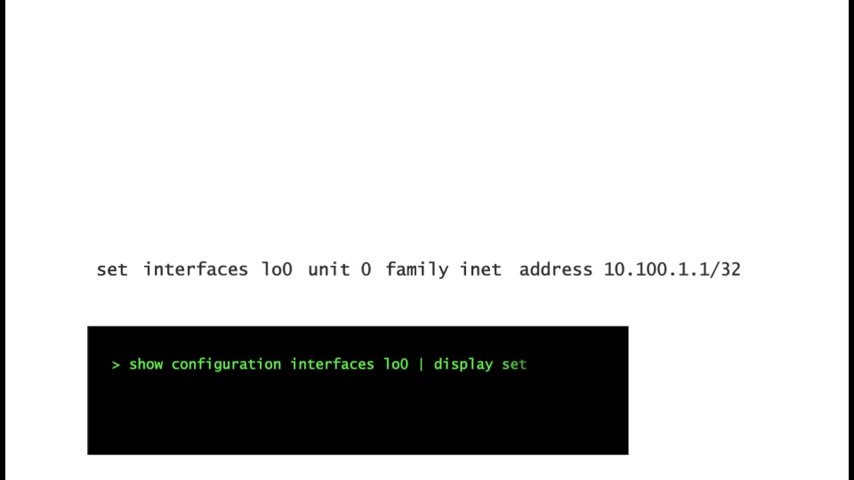 set interfaces lo0 unit 0 family inet address 10.100.1.1/32
> show configuration interfaces lo0 | display set